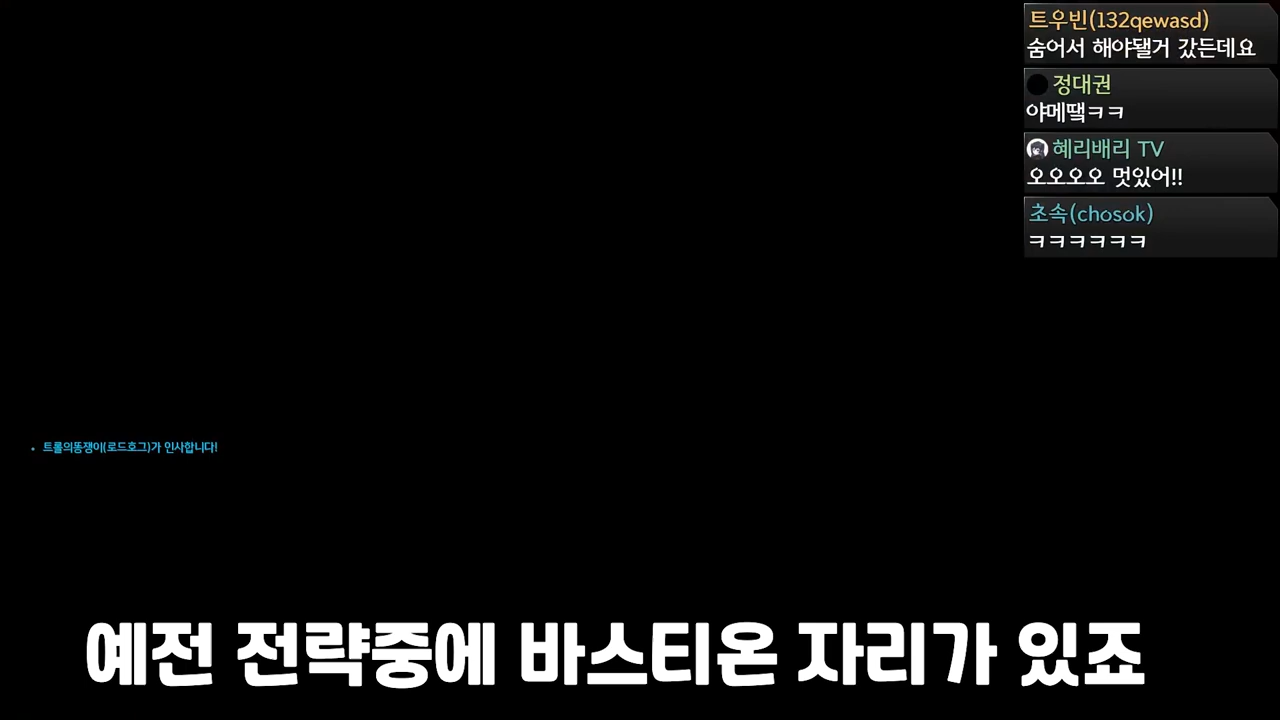 트우빈(132qewasd)
숨어서 해야됄거 갔든데요
정대권
야메땤ㅋㅋ
혜리배리 TV
오오오오 멋있어!!
초속(chosok)
ㅋㅋㅋㅋㅋㅋ
트롤의똥쟁이(로드호그)가 인사합니다!
예전 전략중에 바스티온 자리가 있죠